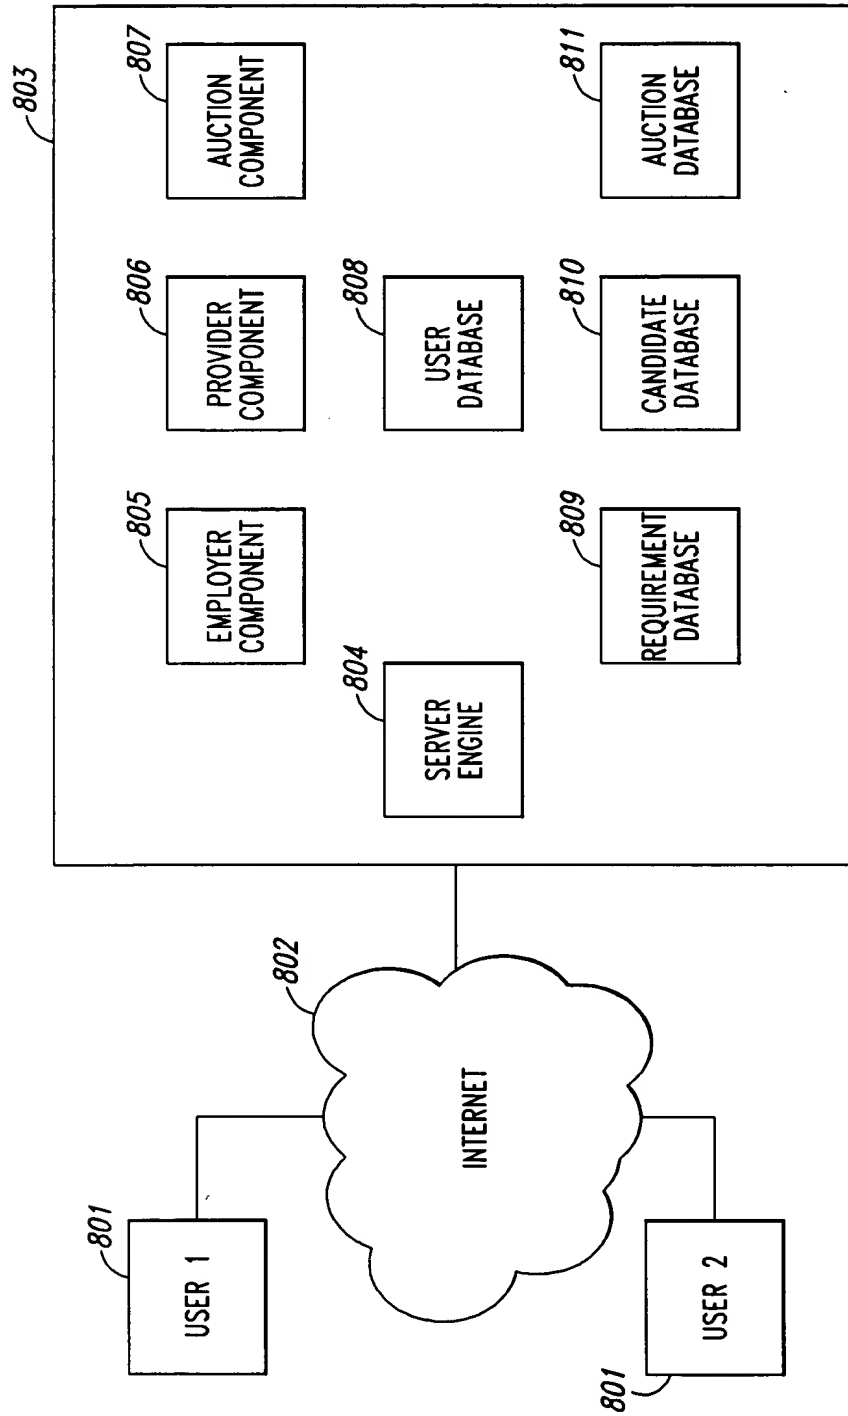 803
801
USER 1
802
INTERNET
801
USER 2
804
SERVER
ENGINE
805
EMPLOYER
COMPONENT
806
PROVIDER
COMPONENT
807
AUCTION
COMPONENT
808
USER
DATABASE
809
REQUIREMENT
DATABASE
810
CANDIDATE
DATABASE
811
AUCTION
DATABASE